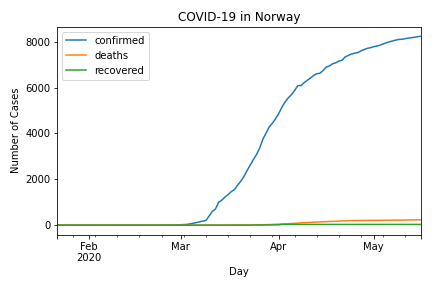 COVID-19 in Norway
confirmed
deaths
recovered
Number of Cases
8000
6000
4000
2000
0
Feb
2020
Mar
Apr
May
Day